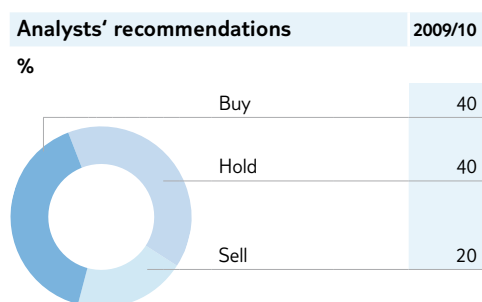 Analysts‘ recommendations 2009/10
%
Buy 40
Hold 40
Sell 20